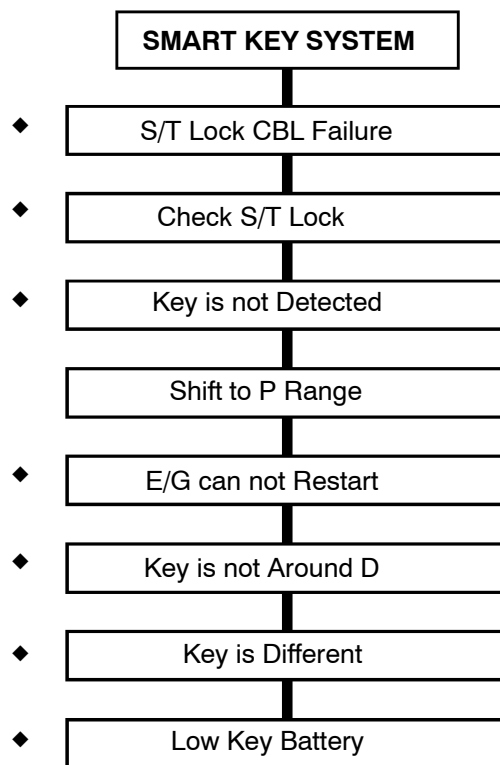 SMART KEY SYSTEM
◆ S/T Lock CBL Failure
◆ Check S/T Lock
◆ Key is not Detected
Shift to P Range
◆ E/G can not Restart
◆ Key is not Around D
◆ Key is Different
◆ Low Key Battery